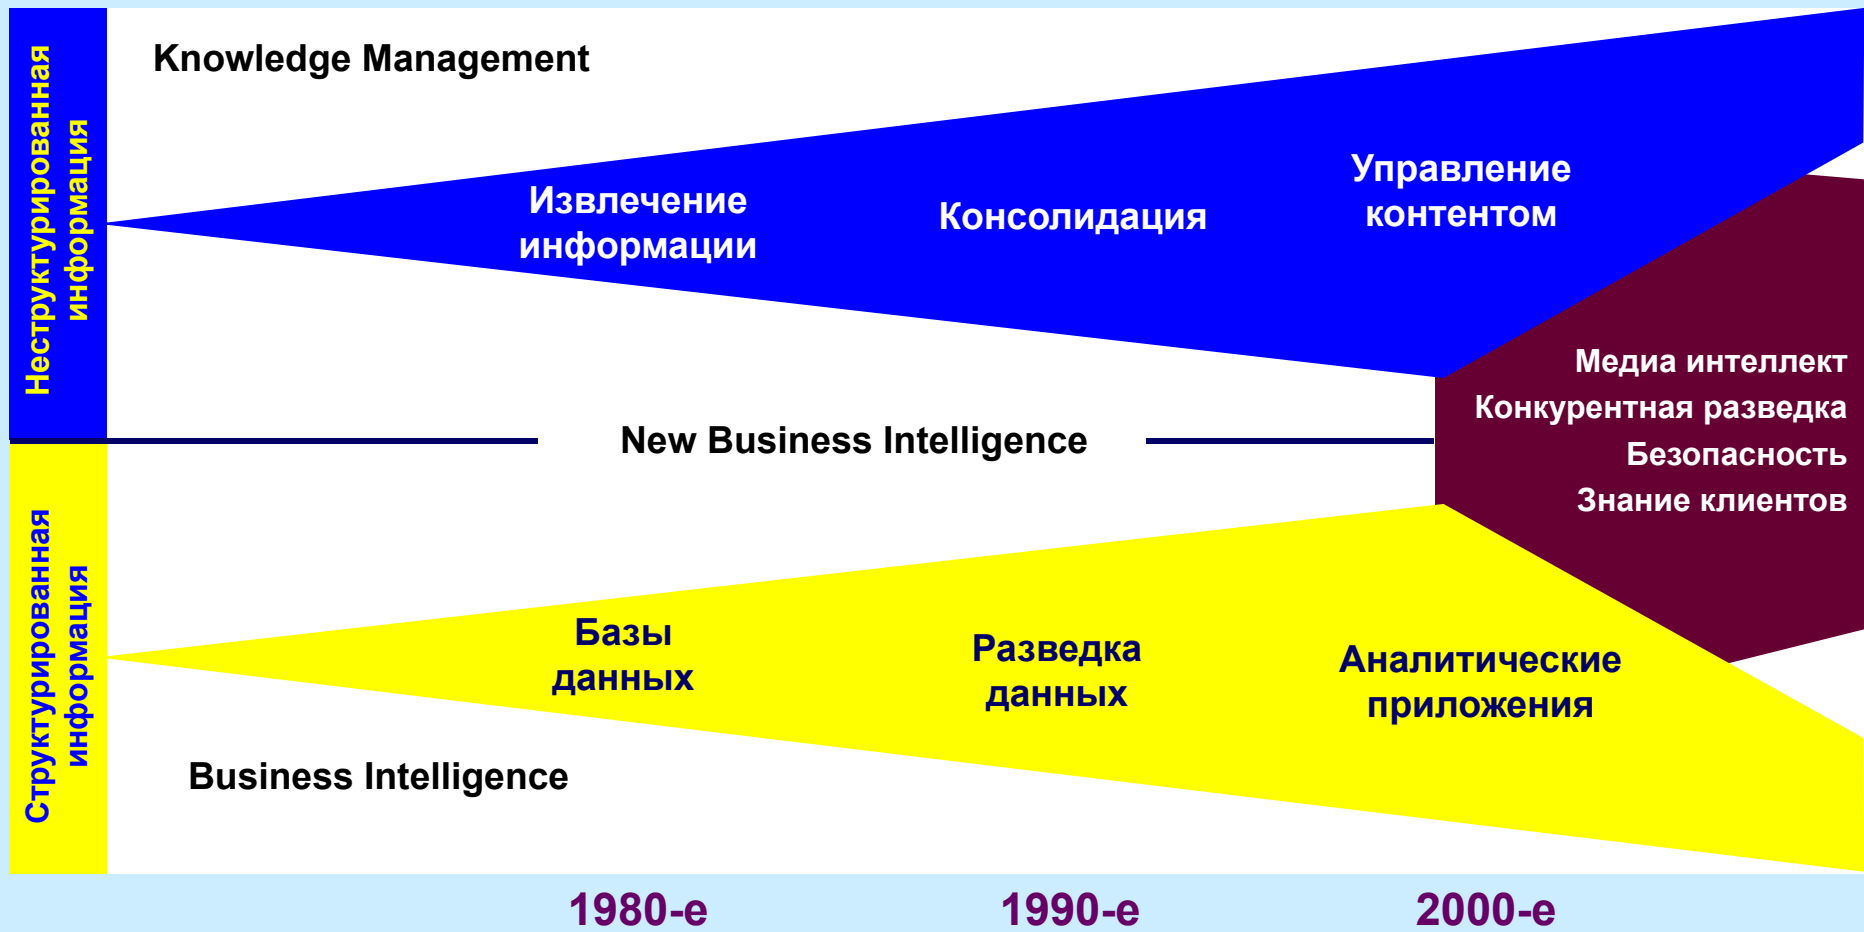 Knowledge Management
Неструктурированная
информация
Извлечение
информации
Консолидация
Управление
контентом
Медиа интеллект
Конкурентная разведка
Безопасность
Знание клиентов
New Business Intelligence
Структурированная
информация
Базы
данных
Разведка
данных
Аналитические
приложения
Business Intelligence
1980-е
1990-е
2000-е